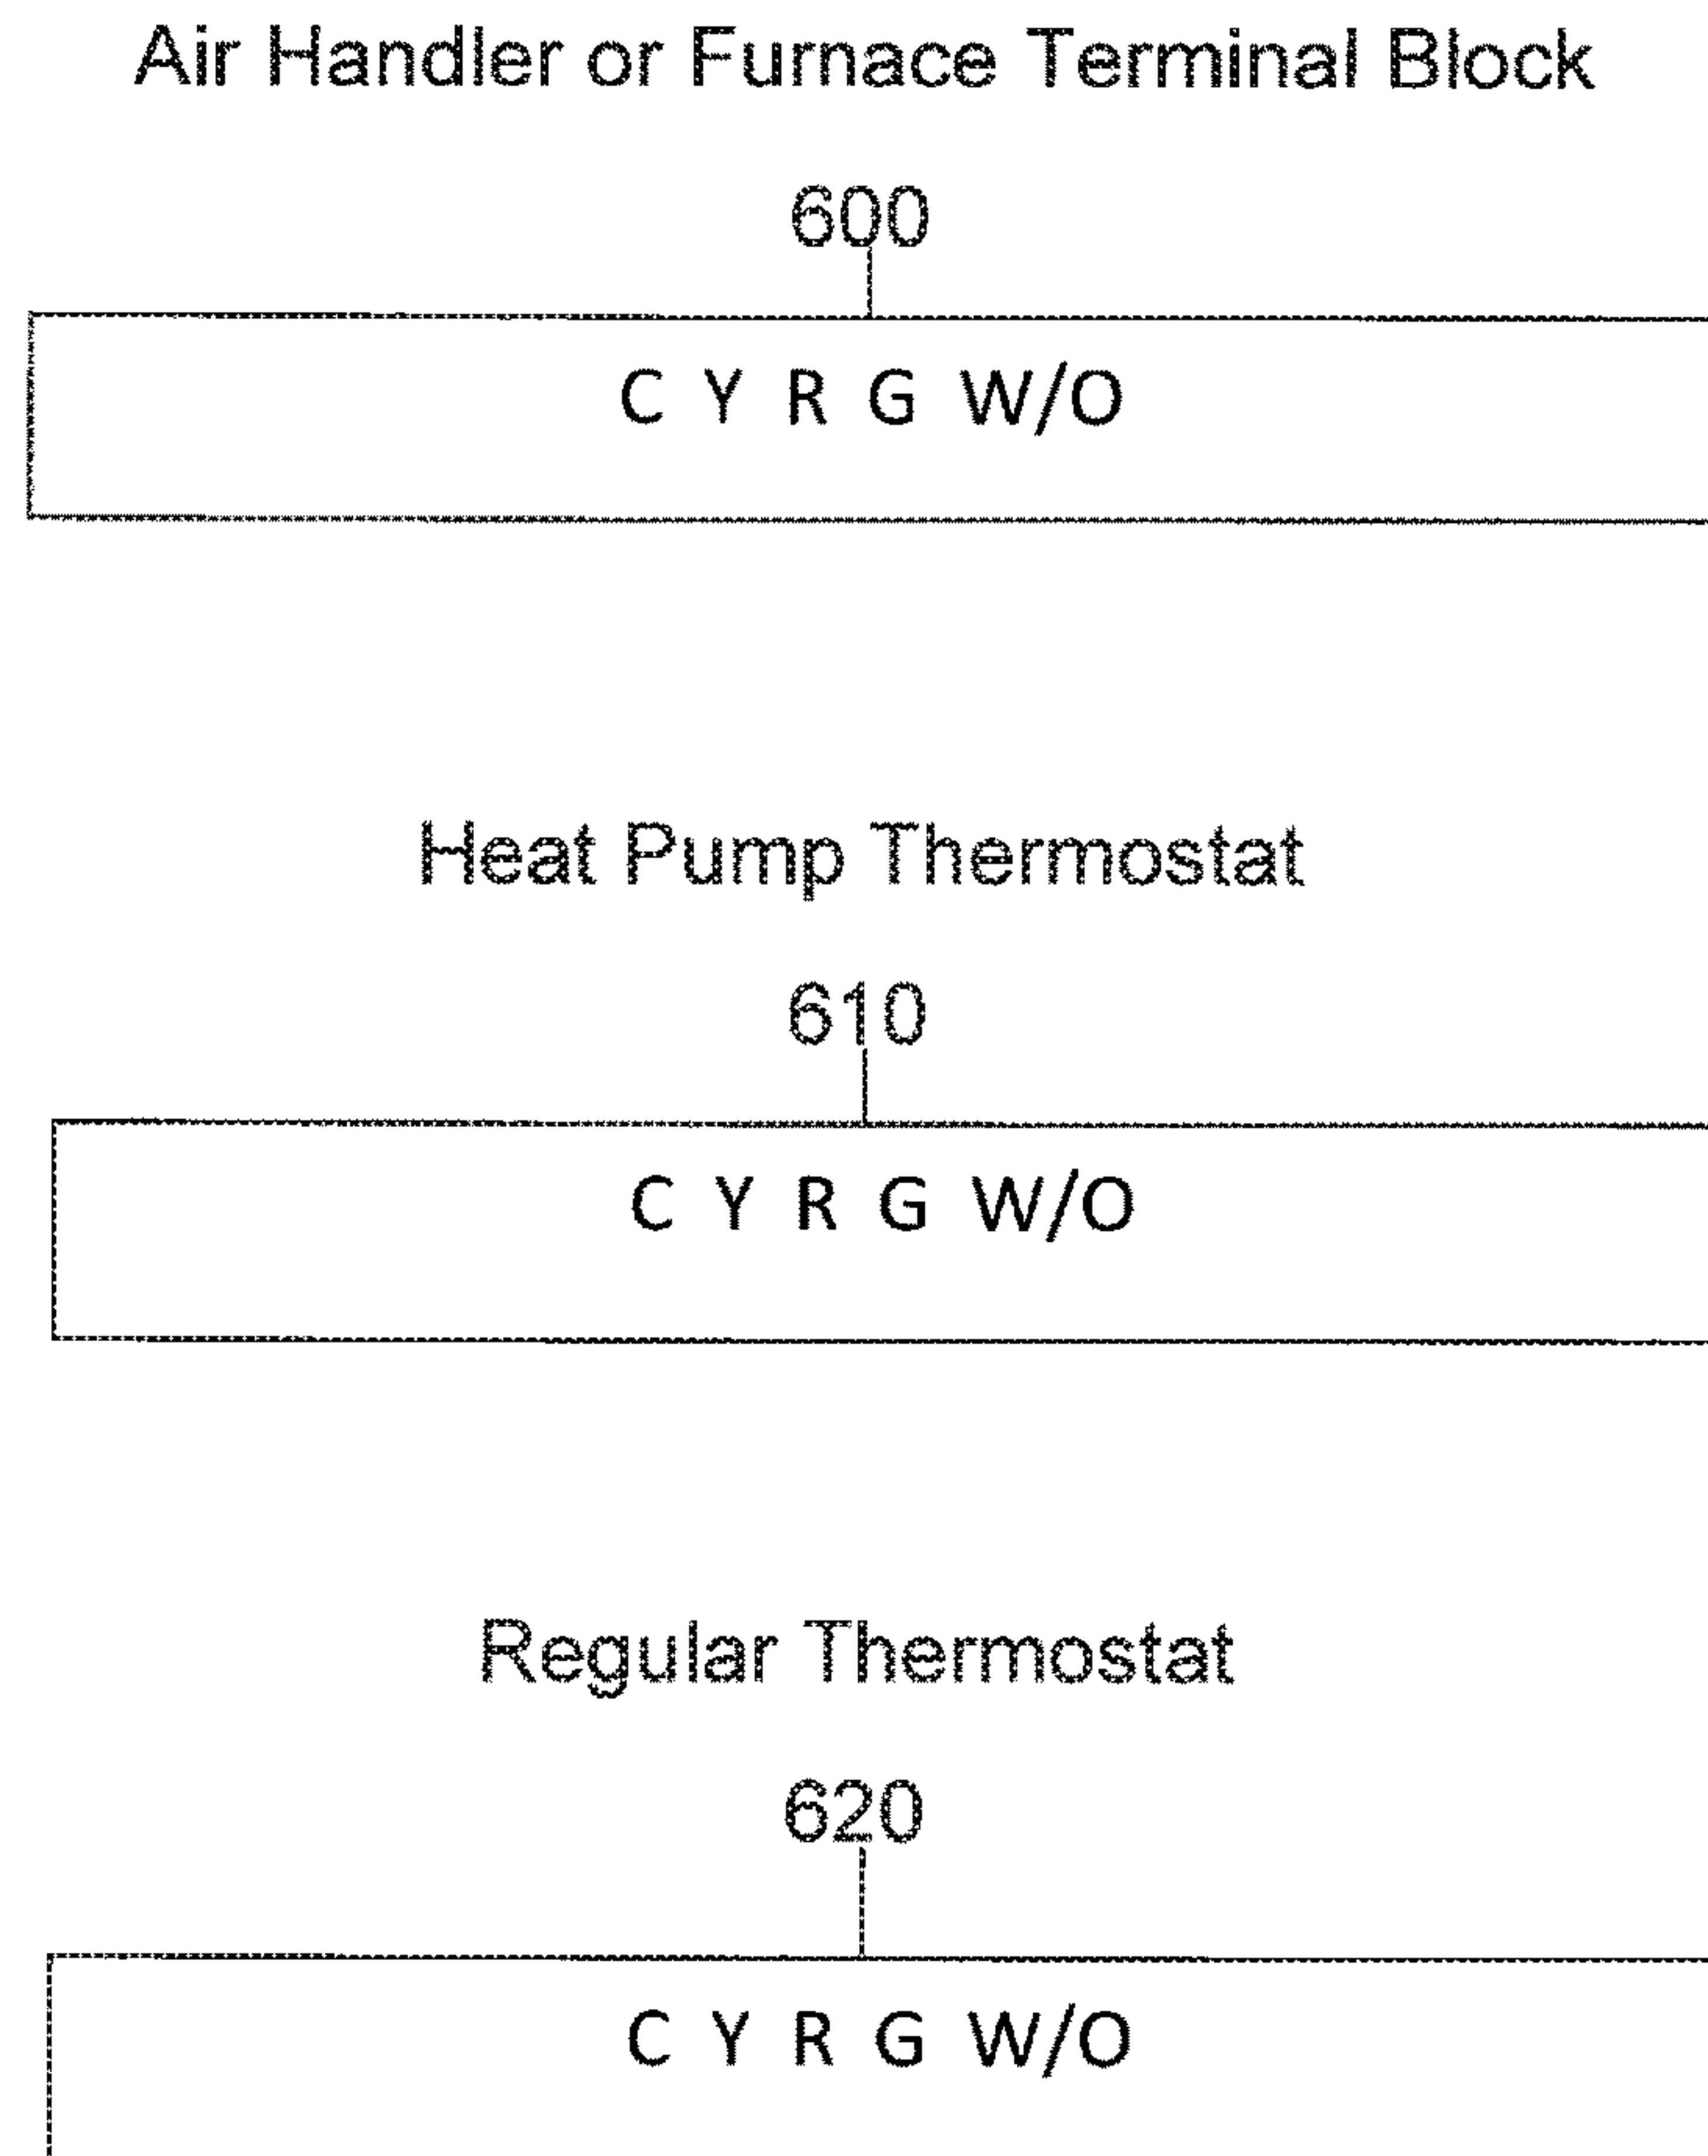 Air Handler or Furnace Terminal Block
600
C Y R G W/O
Heat Pump Thermostat
610
C Y R G W/O
Regular Thermostat
620
C Y R G W/O